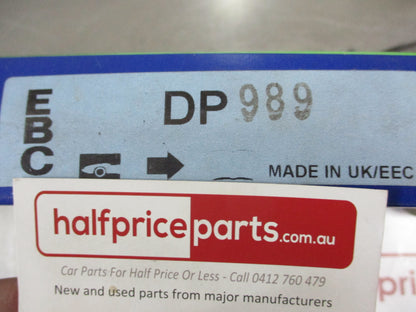 EBC
DP 989
MADE IN UK/EEC
halfpriceparts.com.au
Car Parts For Half Price Or Less - Call 0412 760 479
New and used parts from major manufacturers